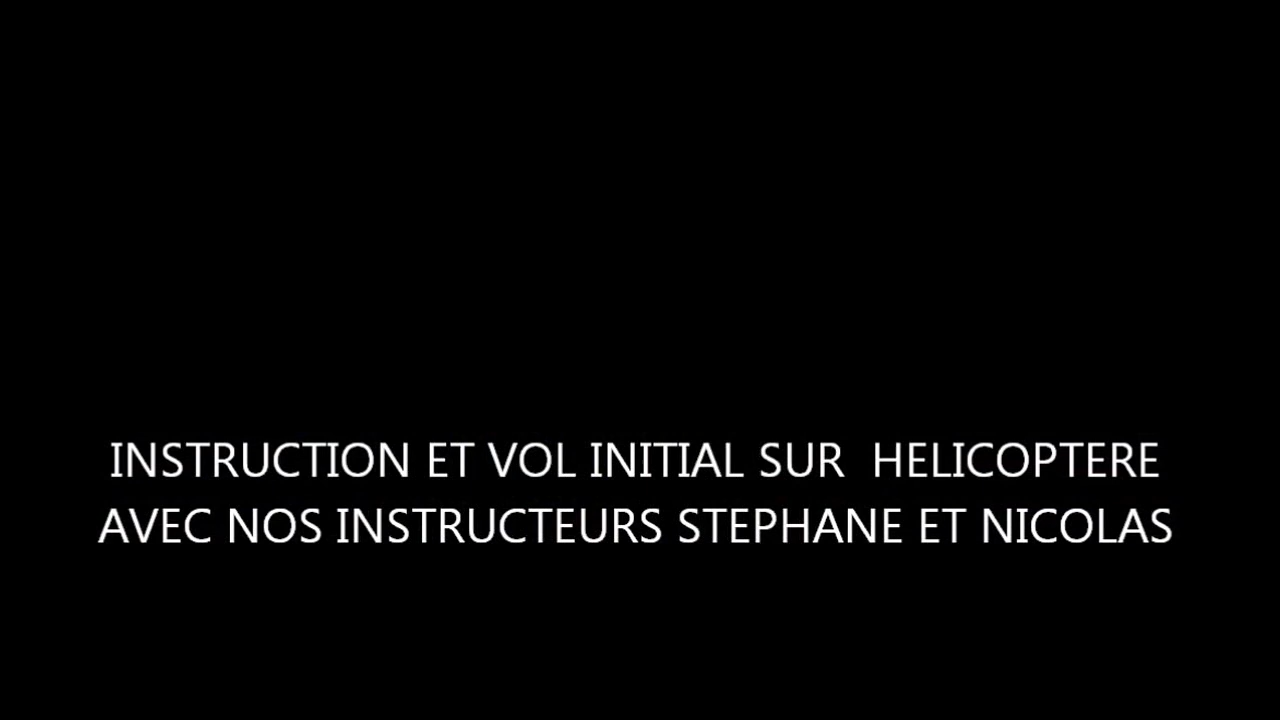 INSTRUCTION ET VOL INITIAL SUR  HELICOPTERE
AVEC NOS INSTRUCTEURS STEPHANE ET NICOLAS